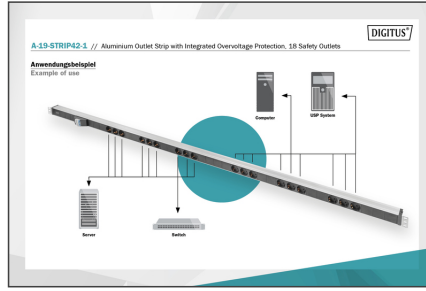 DIGITUS®
A-19-STRIP42-1 // Aluminium Outlet Strip with Integrated Overvoltage Protection, 18 Safety Outlets
Anwendungsbeispiel
Example of use
Computer
USP System
Server
Switch